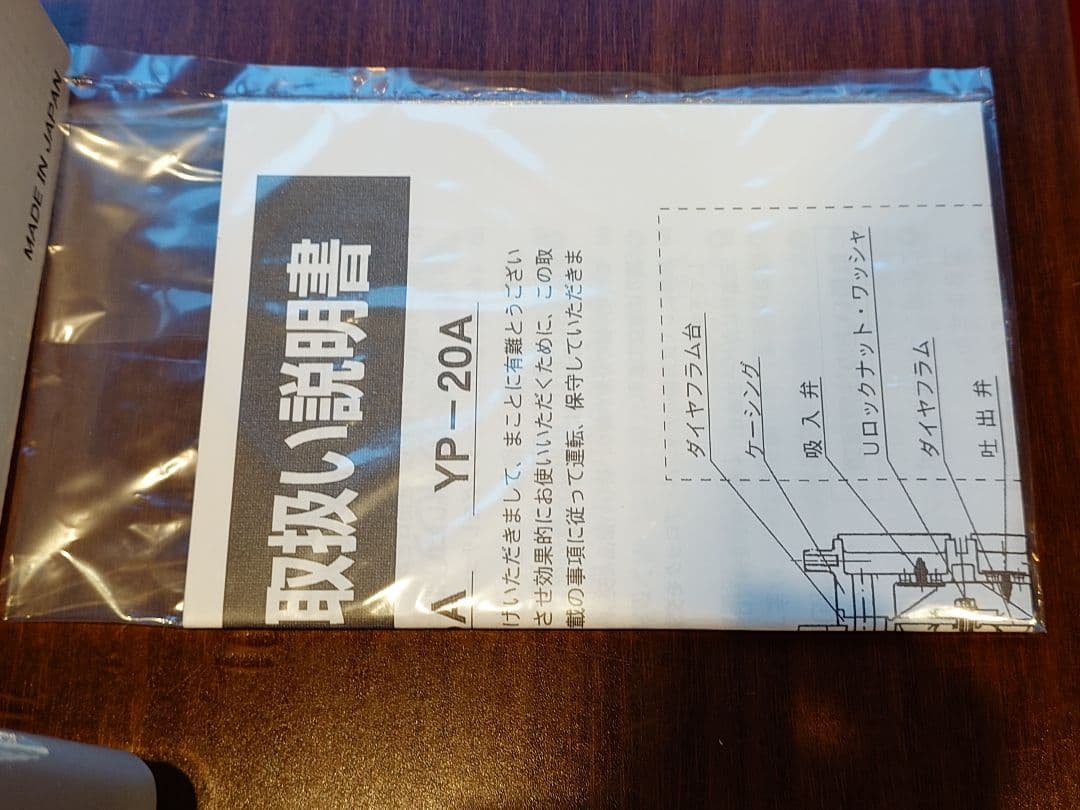 MADE IN JAPAN
取扱い説明書
A YP－20A
けいただきまして、まことに有難とうござい
させ効果的にお使いいただくために、この取
載の事項に従って運転、保守していただきま
ダイヤフラム台
ケーシング
吸入弁
Uロックナット・ワッシャ
ダイヤフラム
吐出弁